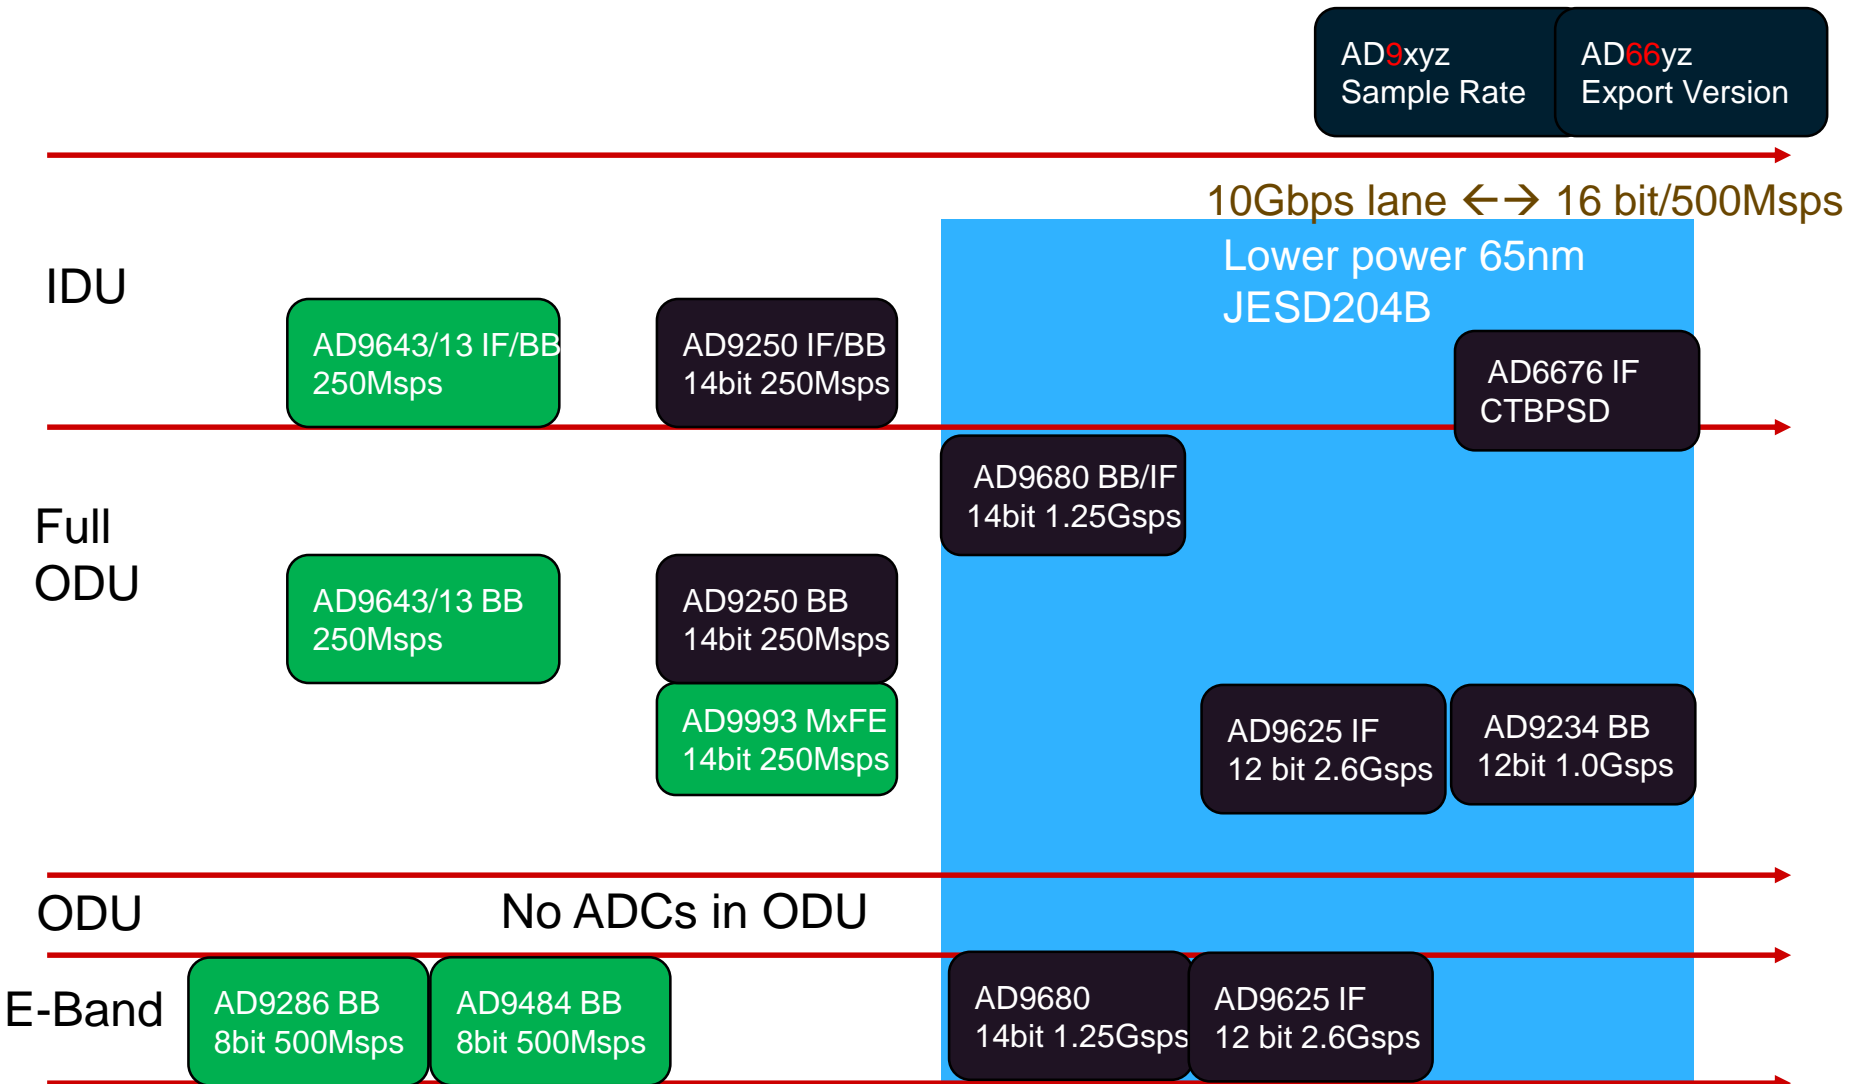 AD9xyz
Sample Rate
AD66yz
Export Version
10Gbps lane ←→ 16 bit/500Msps
Lower power 65nm
JESD204B
IDU
AD9643/13 IF/BB
250Msps
AD9250 IF/BB
14bit 250Msps
AD6676 IF
CTBPSD
AD9680 BB/IF
14bit 1.25Gsps
Full
ODU
AD9643/13 BB
250Msps
AD9250 BB
14bit 250Msps
AD9993 MxFE
14bit 250Msps
AD9625 IF
12 bit 2.6Gsps
AD9234 BB
12bit 1.0Gsps
ODU
No ADCs in ODU
E-Band
AD9286 BB
8bit 500Msps
AD9484 BB
8bit 500Msps
AD9680
14bit 1.25Gsps
AD9625 IF
12 bit 2.6Gsps